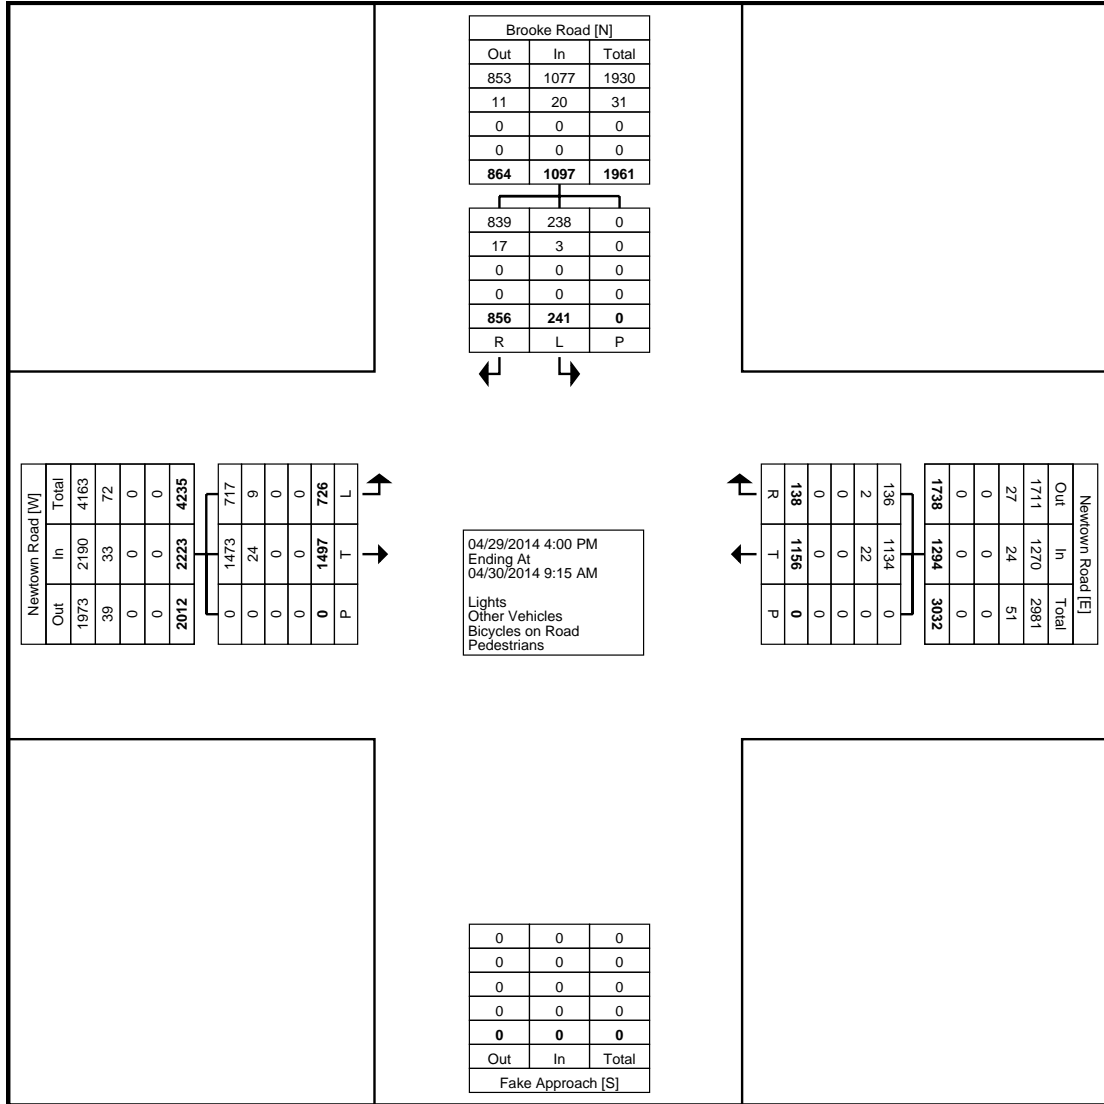 Brooke Road [N]
Out In Total
853 1077 1930
11 20 31
0 0 0
0 0 0
864 1097 1961
839 238 0
17 3 0
0 0 0
0 0 0
856 241 0
R L P
Newtown Road [W]
Total In Out
4163 2190 1973
72 33 39
0 0 0
0 0 0
4235 2223 2012
717 1473 0
9 24 0
0 0 0
0 0 0
726 1497 0
L T P
04/29/2014 4:00 PM
Ending At
04/30/2014 9:15 AM
Lights
Other Vehicles
Bicycles on Road
Pedestrians
Newtown Road [E]
Out In Total
1711 1270 2981
27 24 51
0 0 0
0 0 0
1738 1294 3032
136 1134 0
2 22 0
0 0 0
0 0 0
138 1156 0
R T P
0 0 0
0 0 0
0 0 0
0 0 0
0 0 0
Out In Total
Fake Approach [S]